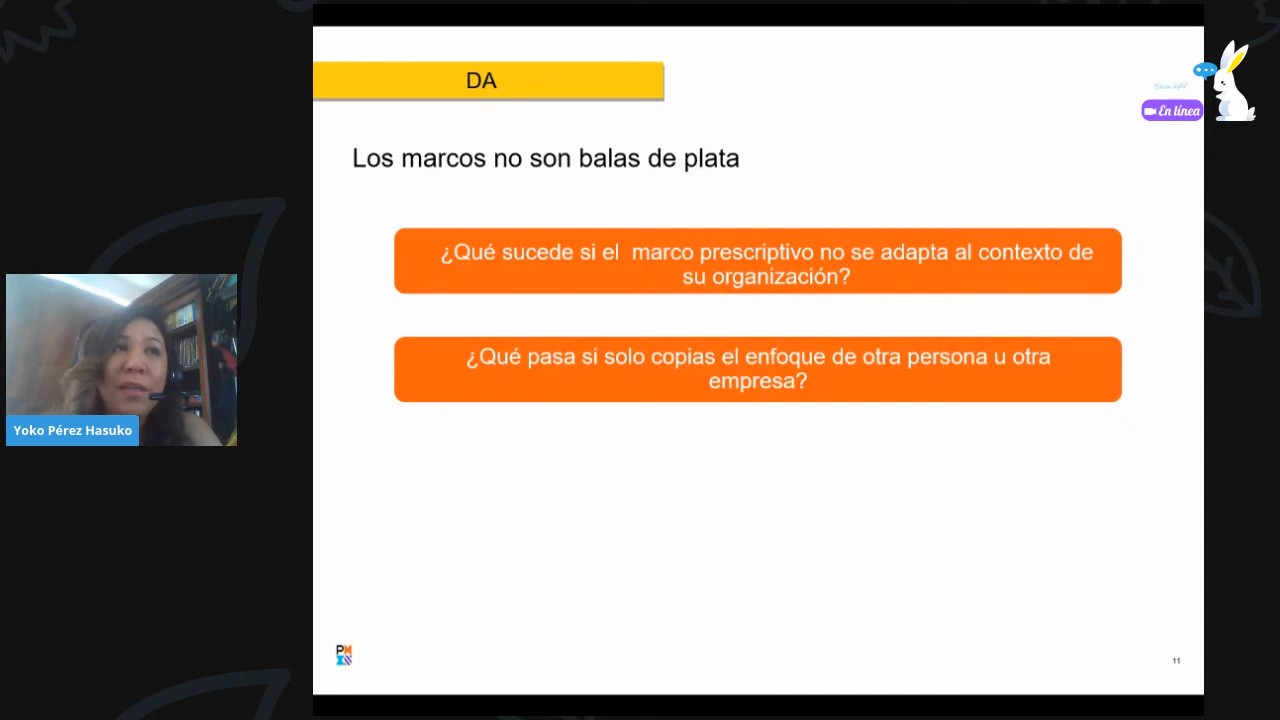 DA
En línea
Los marcos no son balas de plata
¿Qué sucede si el marco prescriptivo no se adapta al contexto de
su organización?
¿Qué pasa si solo copias el enfoque de otra persona u otra
empresa?
Yoko Pérez Hasuko
11